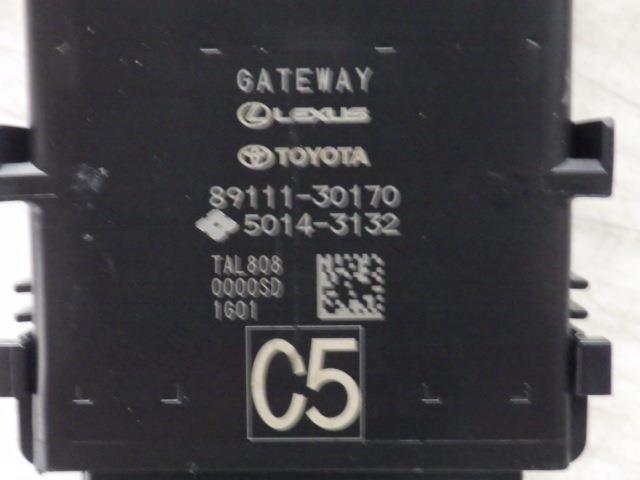 GATEWAY
LEXUS
TOYOTA
89111-30170
5014-3132
TAL808
0000SD
1G01
C5